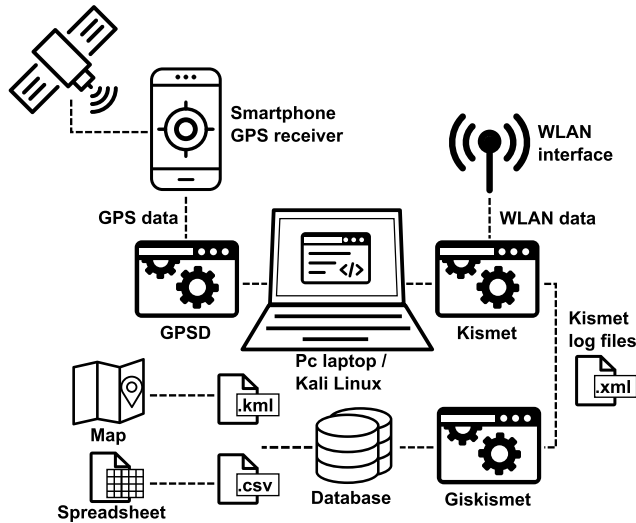 Smartphone
GPS receiver
WLAN
interface
GPS data
WLAN data
</>
GPSD
Pc laptop /
Kali Linux
Kismet
Kismet
log files
.xml
Map
.kml
Spreadsheet
.csv
Database
Giskismet